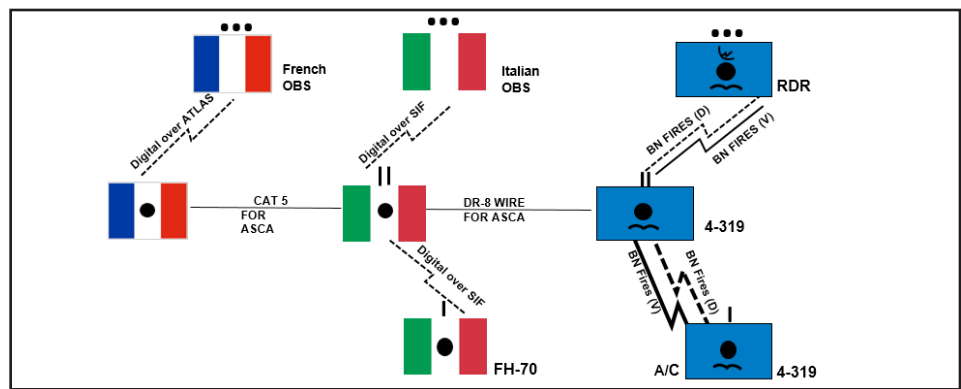 French
OBS
Italian
OBS
RDR
Digital over ATLAS
Digital over SIF
BN FIRES (D)
BN FIRES (V)
CAT 5
FOR
ASCA
DR-8 WIRE
FOR ASCA
4-319
Digital over SIF
BN Fires (V)
BN Fires (D)
FH-70
A/C
4-319